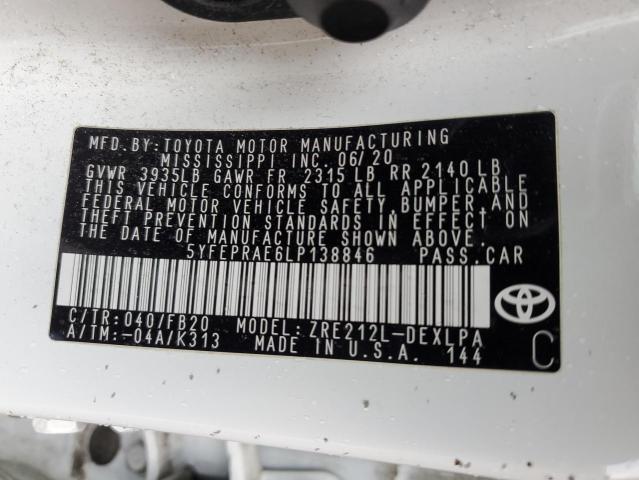 MFD. BY: TOYOTA MOTOR MANUFACTURING
MISSISSIPPI INC. 06/20
GVWR 3935LB GAWR FR 2315 LB RR 2140 LB
THIS VEHICLE CONFORMS TO ALL APPLICABLE
FEDERAL MOTOR VEHICLE SAFETY, BUMPER, AND
THEFT PREVENTION STANDARDS IN EFFECT ON
THE DATE OF MANUFACTURE SHOWN ABOVE.
5YFEPRAE6LP138846 PASS. CAR
C/TR: 040/FB20 MODEL: ZRE212L-DEXLPA
A/TM: -04A/K313 MADE IN U.S.A. 144
C